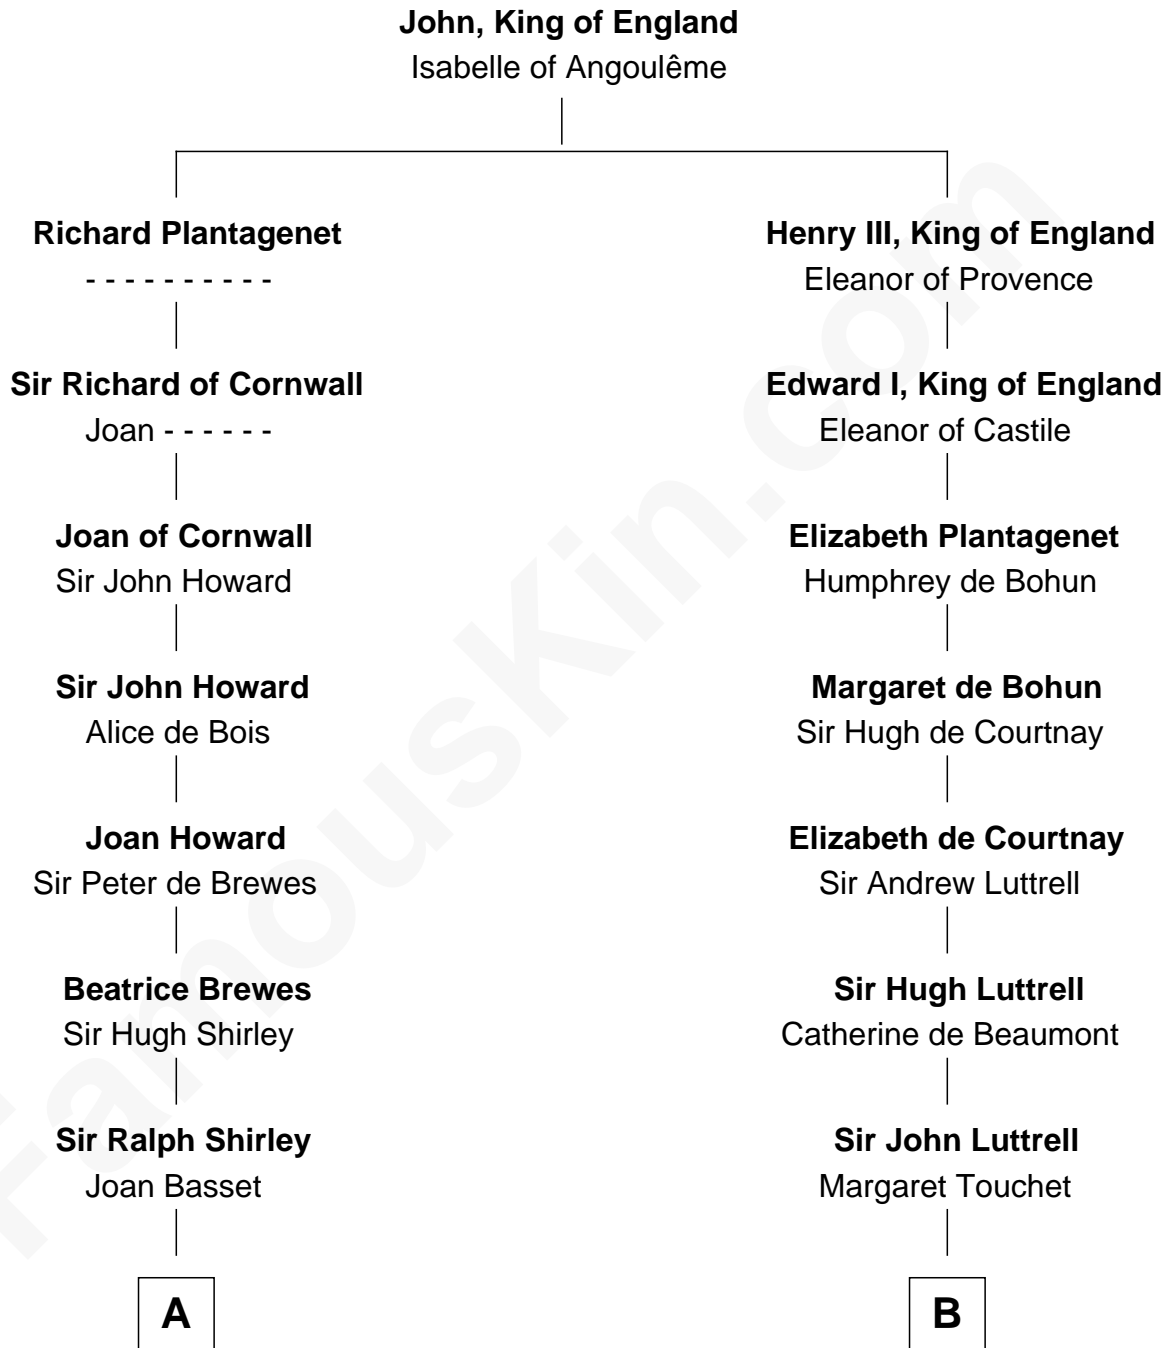 John, King of England
Isabelle of Angoulême
Richard Plantagenet
- - - - - - - - - -
Sir Richard of Cornwall
Joan - - - - - -
Joan of Cornwall
Sir John Howard
Sir John Howard
Alice de Bois
Joan Howard
Sir Peter de Brewes
Beatrice Brewes
Sir Hugh Shirley
Sir Ralph Shirley
Joan Basset
A
Henry III, King of England
Eleanor of Provence
Edward I, King of England
Eleanor of Castile
Elizabeth Plantagenet
Humphrey de Bohun
Margaret de Bohun
Sir Hugh de Courtnay
Elizabeth de Courtnay
Sir Andrew Luttrell
Sir Hugh Luttrell
Catherine de Beaumont
Sir John Luttrell
Margaret Touchet
B
FamousKin.com